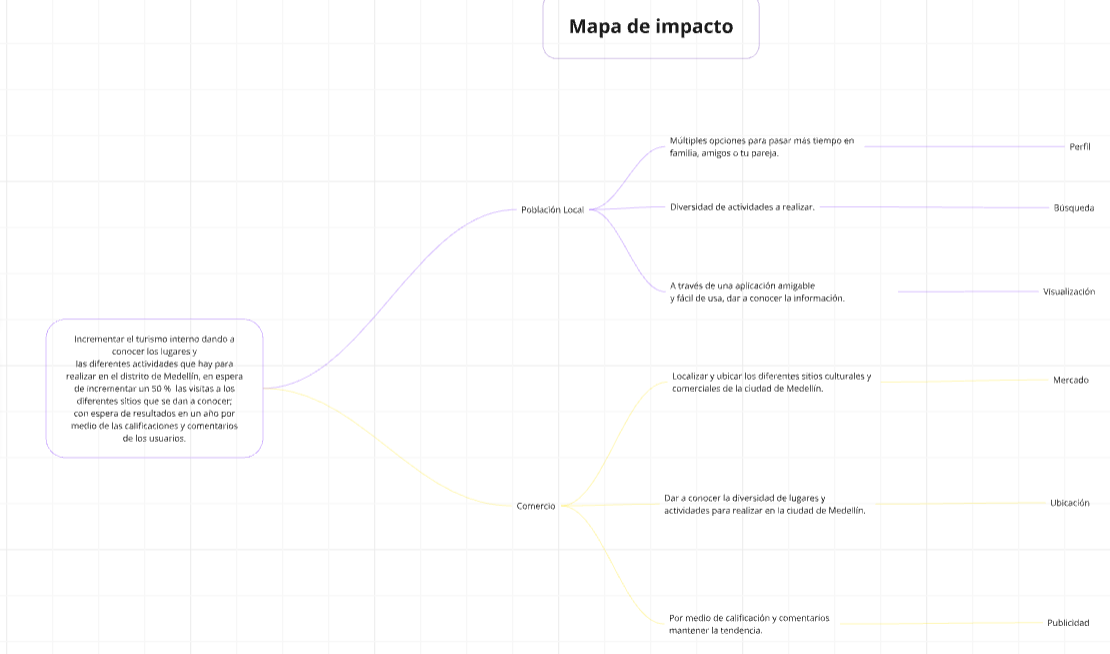 Mapa de impacto
Múltiples opciones para pasar más tiempo en
familia, amigos o tu pareja.
Perfil
Población Local
Diversidad de actividades a realizar.
Búsqueda
A través de una aplicación amigable
y fácil de usa, dar a conocer la información.
Visualización
Incrementar el turismo interno dando a
conocer los lugares y
las diferentes actividades que hay para
realizar en el distrito de Medellín, en espera
de incrementar un 50 % las visitas a los
diferentes sitios que se dan a conocer;
con espera de resultados en un año por
medio de las calificaciones y comentarios
de los usuarios.
Localizar y ubicar los diferentes sitios culturales y
comerciales de la ciudad de Medellín.
Mercado
Comercio
Dar a conocer la diversidad de lugares y
actividades para realizar en la ciudad de Medellín.
Ubicación
Por medio de calificación y comentarios
mantener la tendencia.
Publicidad